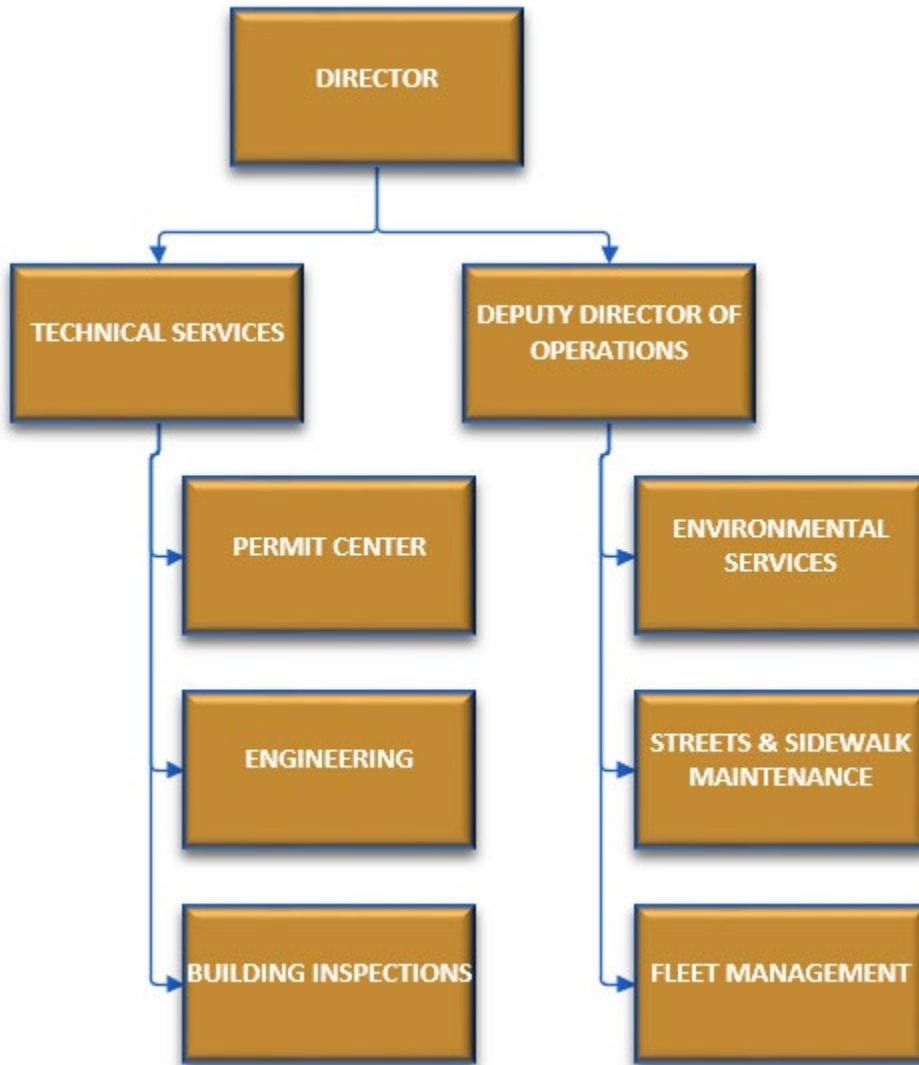 DIRECTOR
TECHNICAL SERVICES
DEPUTY DIRECTOR OF
OPERATIONS
PERMIT CENTER
ENGINEERING
BUILDING INSPECTIONS
ENVIRONMENTAL
SERVICES
STREETS & SIDEWALK
MAINTENANCE
FLEET MANAGEMENT